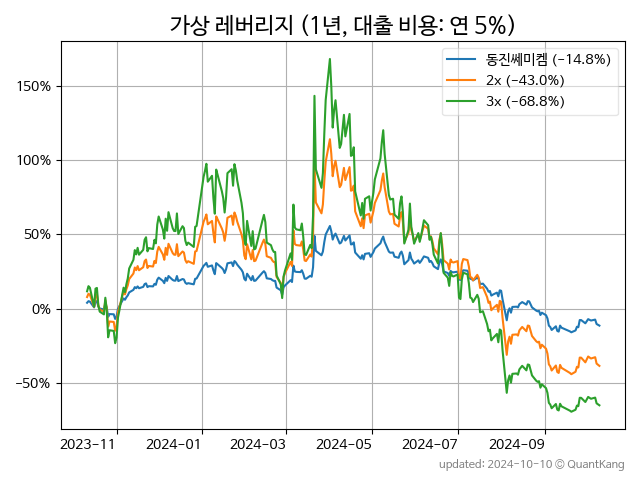 가상 레버리지 (1년, 대출 비용: 연 5%)
동진쎄미켐 (-14.8%)
2x (-43.0%)
3x (-68.8%)
150%
100%
50%
0%
-50%
2023-11
2024-01
2024-03
2024-05
2024-07
2024-09
updated: 2024-10-10 © QuantKang